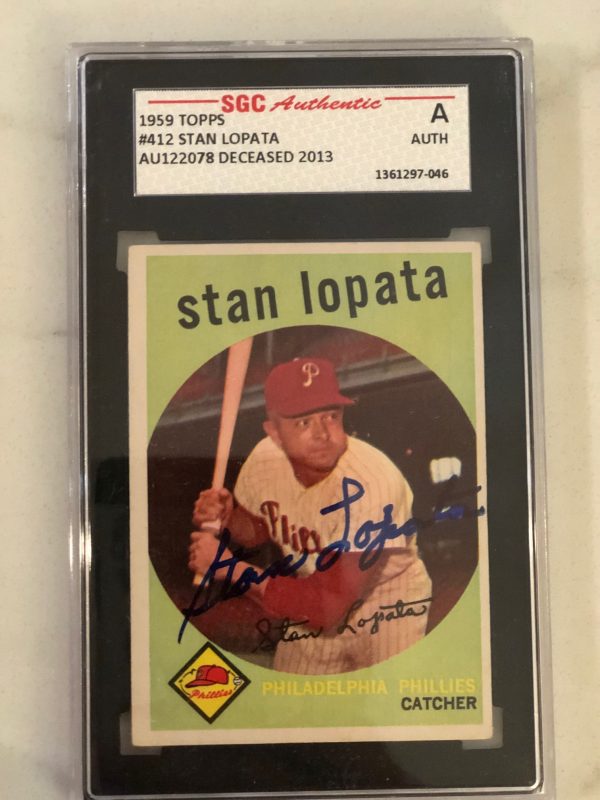 SGC Authentic
1959 TOPPS
A
#412 STAN LOPATA
AUTH
AU122078 DECEASED 2013
1361297-046
stan lopata
P
Phillies
Stan Lopata
Stan Lopata
Phillies
PHILADELPHIA PHILLIES
CATCHER